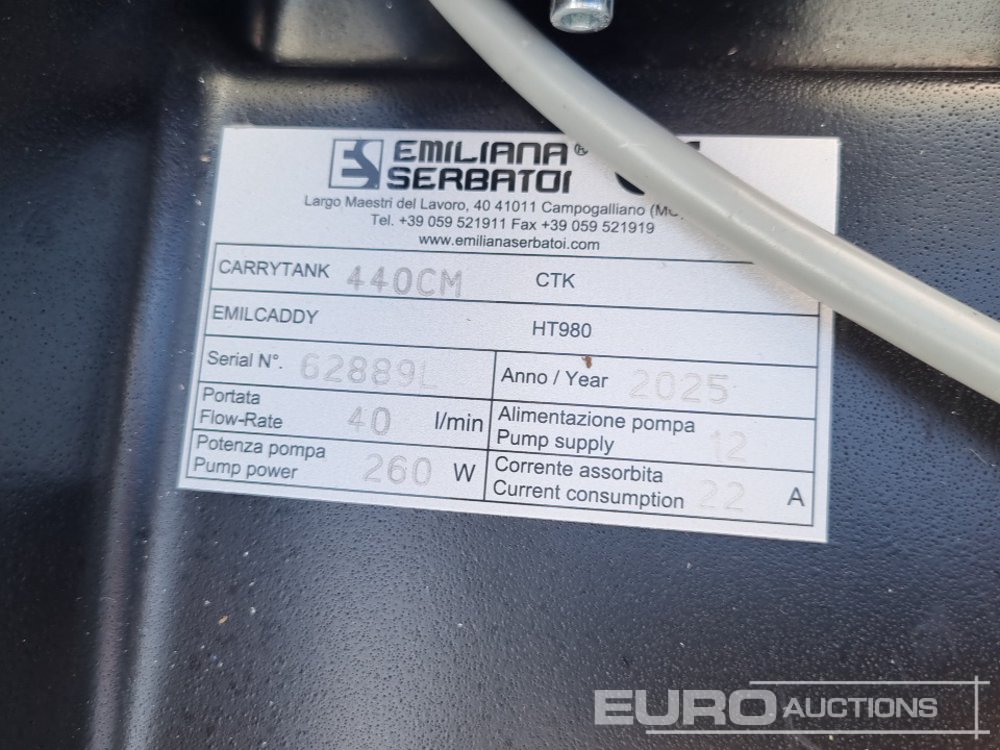 ES EMILIANA®
SERBATOI
Largo Maestri del Lavoro, 40 41011 Campogalliano
Tel. +39 059 521911 Fax +39 059 521919
www.emilianaserbatoi.com
CARRYTANK 440CM CTK
EMILCADDY HT980
Serial N°. 62889L Anno / Year 2025
Portata
Flow-Rate 40 l/min
Alimentazione pompa
Pump supply 12
Potenza pompa
Pump power 260 W
Corrente assorbita
Current consumption 22 A
EURO AUCTIONS